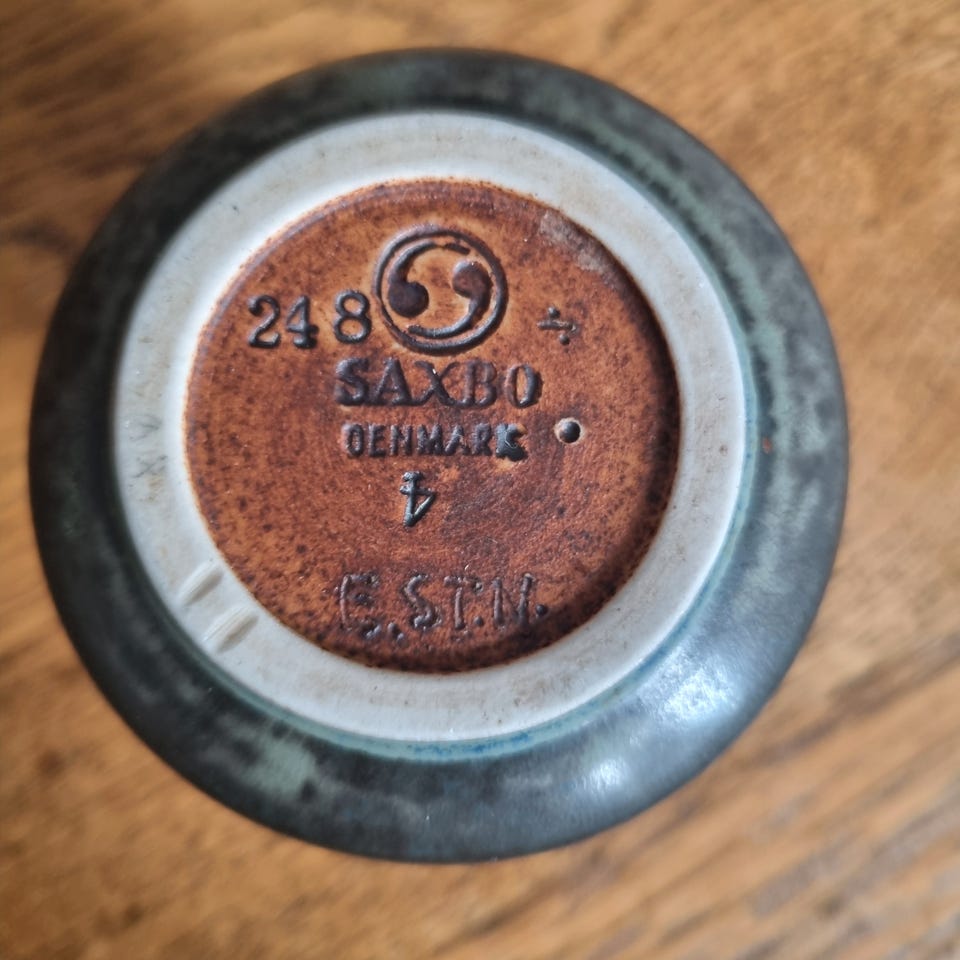 248 ÷
SAXBO
DENMARK
E.ST.N.